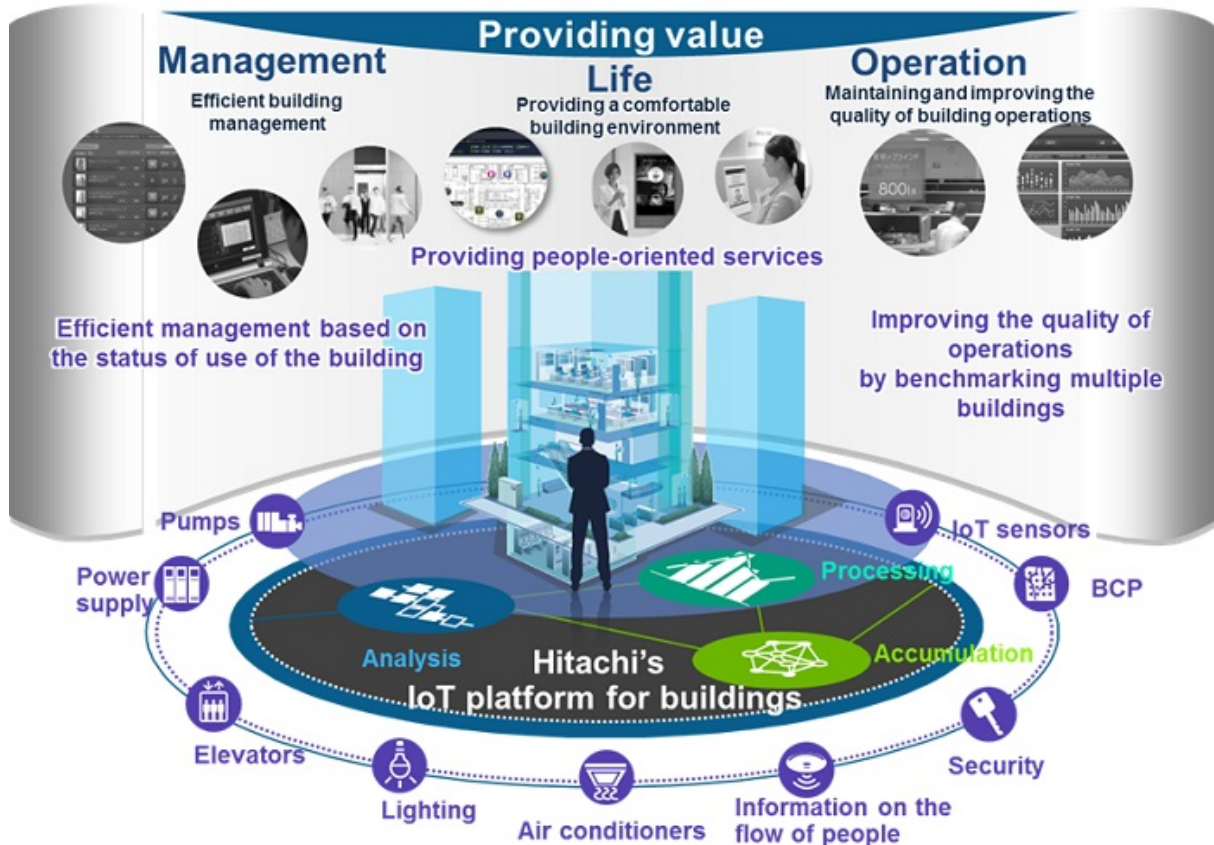 Providing value
Management
Efficient building
management
Life
Providing a comfortable
building environment
Operation
Maintaining and improving the
quality of building operations
800lx
Providing people-oriented services
Efficient management based on
the status of use of the building
Improving the quality of
operations
by benchmarking multiple
buildings
Pumps
IoT sensors
Power
supply
BCP
Processing
Analysis
Accumulation
Hitachi's
IoT platform for buildings
Elevators
Security
Lighting
Air conditioners
Information on the
flow of people